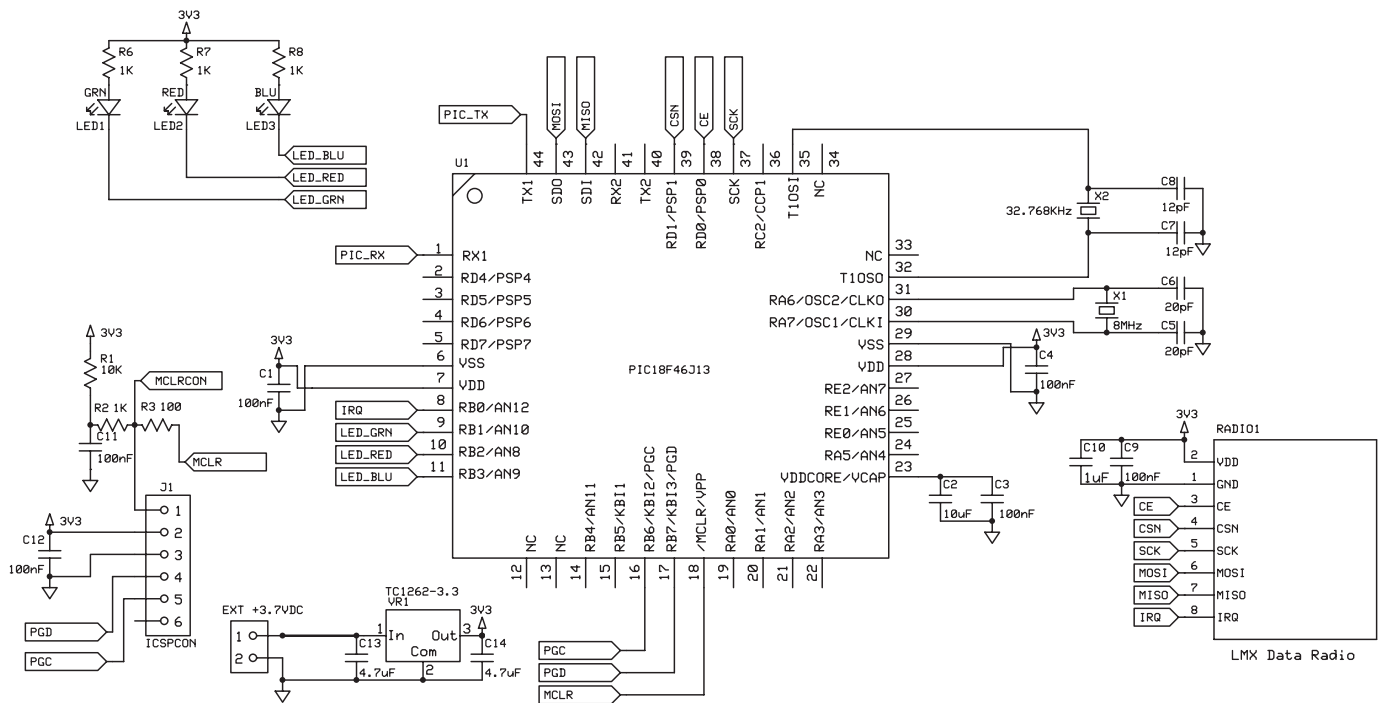 3V3
R6
1K
R7
1K
R8
1K
GRN
RED
BLU
LED1
LED2
LED3
LED_BLU
LED_RED
LED_GRN
PIC_TX
MOSI
MISO
CSN
CE
SCK
44
43
42
41
40
39
38
37
36
35
34
U1
TX1
SDO
SDI
RX2
TX2
RD1/PSP1
RD0/PSP0
SCK
RC2/CCP1
T1OSI
NC
PIC_RX
1 RX1
2 RD4/PSP4
3 RD5/PSP5
4 RD6/PSP6
5 RD7/PSP7
6 VSS
7 VDD
8 RB0/AN12
9 RB1/AN10
10 RB2/AN8
11 RB3/AN9
IRQ
LED_GRN
LED_RED
LED_BLU
3V3
C1
100nF
PIC18F46J13
NC 33
T1OSO 32
RA6/OSC2/CLKO 31
RA7/OSC1/CLKI 30
VSS 29
VDD 28
RE2/AN7 27
RE1/AN6 26
RE0/AN5 25
RA5/AN4 24
VDDCORE/VCAP 23
32.768KHz
X2
C8
12pF
C7
12pF
X1
8MHz
C6
20pF
C5
20pF
3V3
C4
100nF
C2
10uF
C3
100nF
NC
NC
RB4/AN11
RB5/KBI1
RB6/KBI2/PGC
RB7/KBI3/PGD
/MCLR/VPP
RA0/AN0
RA1/AN1
RA2/AN2
RA3/AN3
12
13
14
15
16
17
18
19
20
21
22
PGC
PGD
MCLR
3V3
R1
10K
R2 1K
R3 100
MCLRCON
C11
100nF
MCLR
J1
1
2
3
4
5
6
ICSPCON
3V3
C12
100nF
PGD
PGC
EXT +3.7VDC
1
2
TC1262-3.3
VR1
1 In
Out 3
Com
2
C13
4.7uF
3V3
C14
4.7uF
3V3
C10
1uF
C9
100nF
RADIO1
2 VDD
1 GND
CE 3 CE
CSN 4 CSN
SCK 5 SCK
MOSI 6 MOSI
MISO 7 MISO
IRQ 8 IRQ
LMX Data Radio